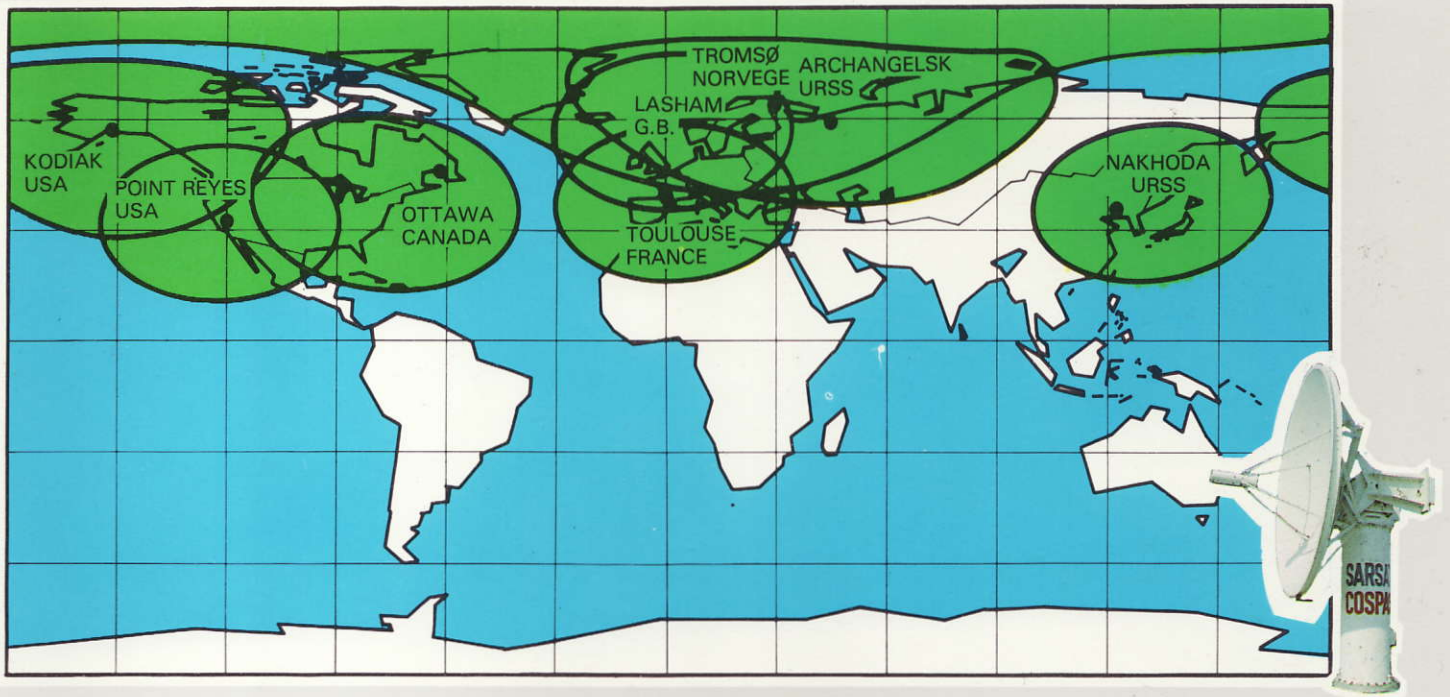 KODIAK
USA
POINT REYES
USA
OTTAWA
CANADA
TROMSØ
NORVEGE
ARCHANGELSK
URSS
LASHAM
G.B.
TOULOUSE
FRANCE
NAKHODA
URSS
SARSA
COSPA